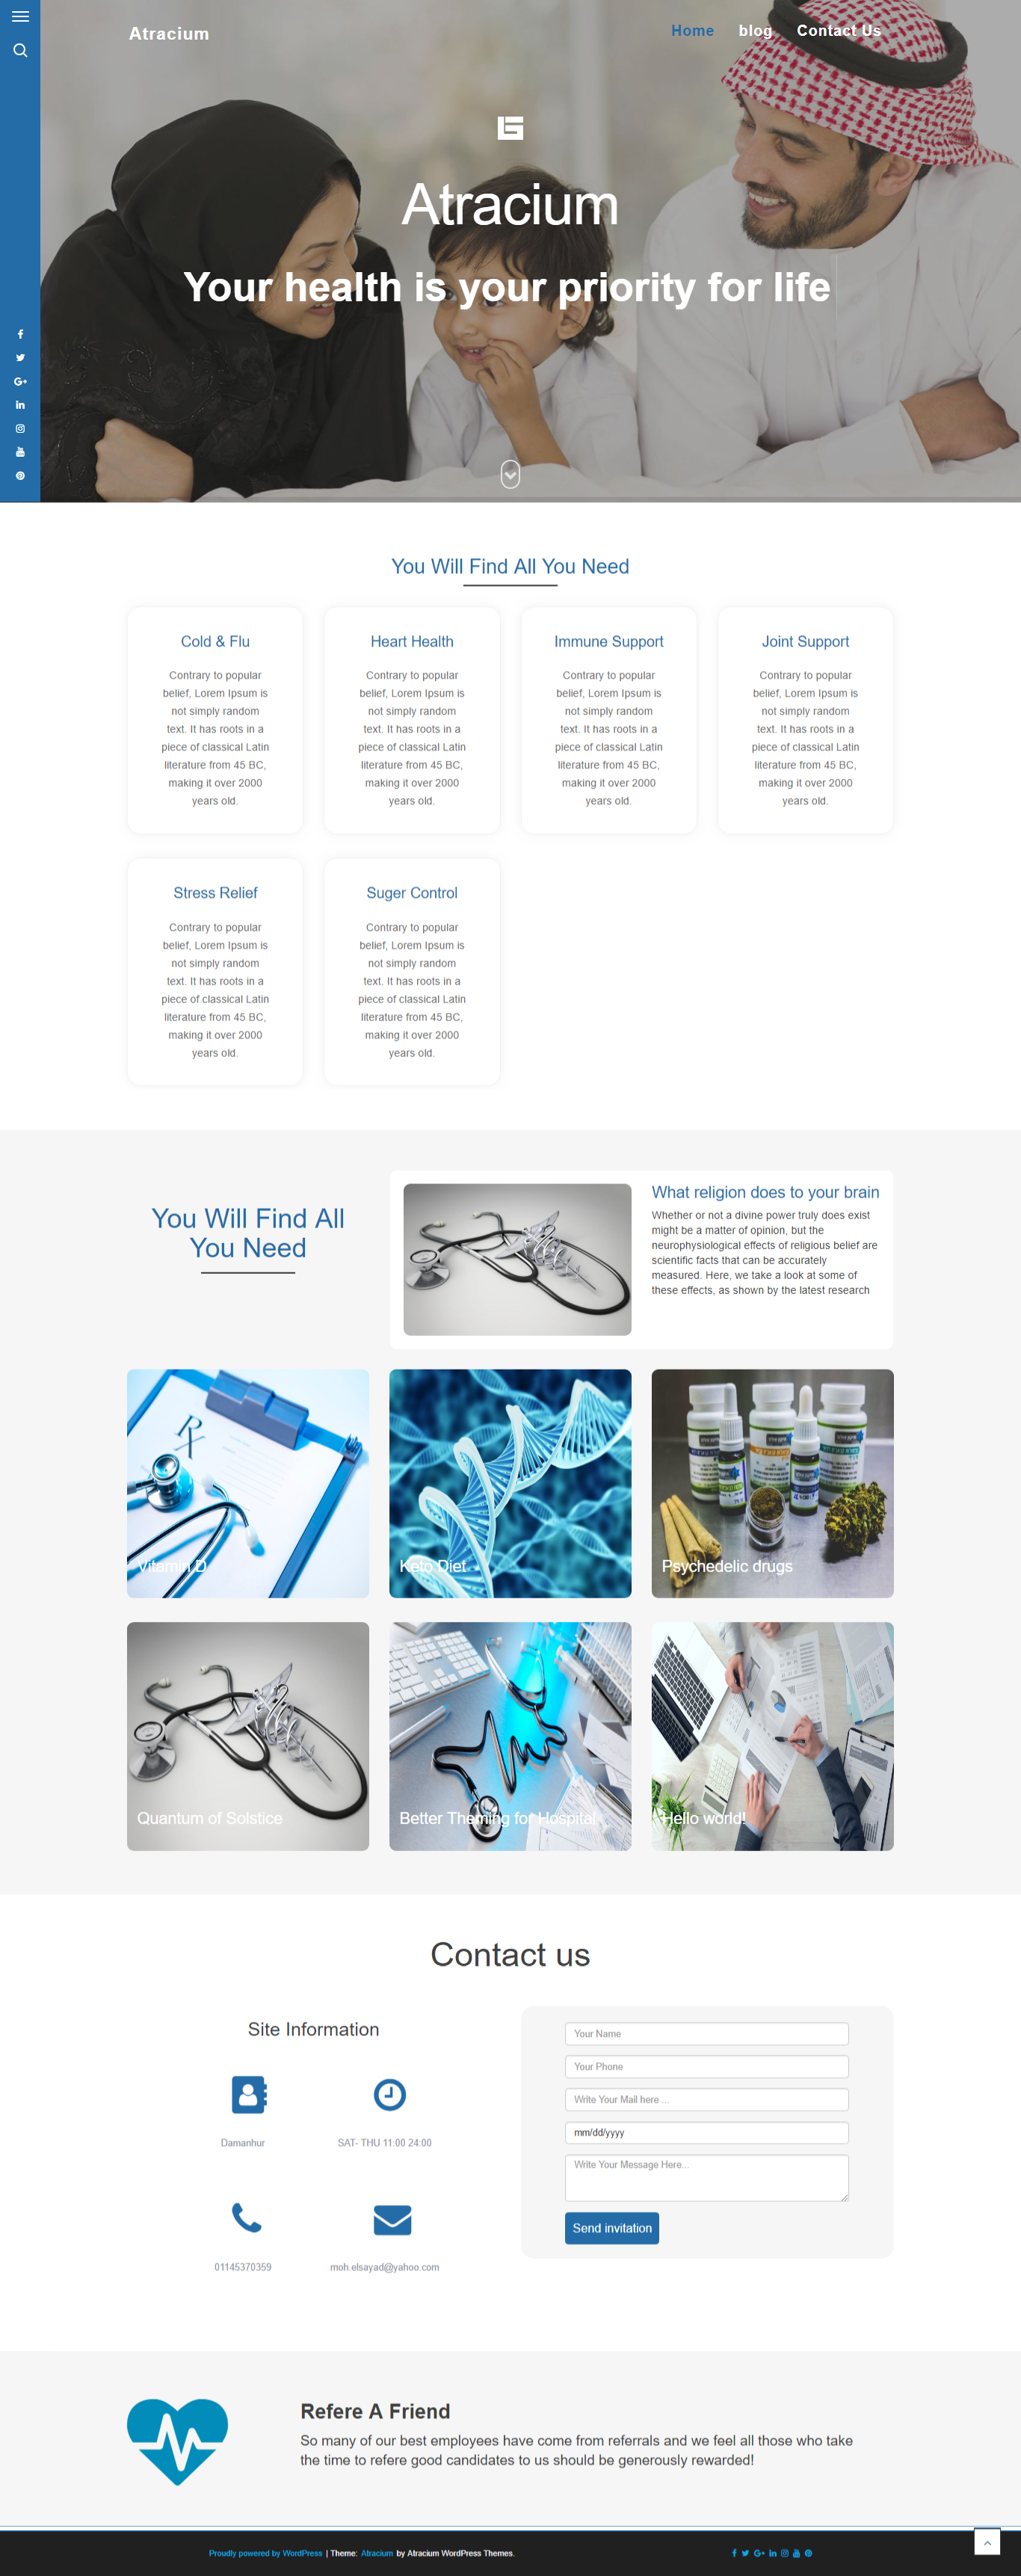 Atracium
Home blog Contact Us
Atracium
Your health is your priority for life
You Will Find All You Need
Cold & Flu
Contrary to popular
belief, Lorem Ipsum is
not simply random
text. It has roots in a
piece of classical Latin
literature from 45 BC,
making it over 2000
years old.
Heart Health
Contrary to popular
belief, Lorem Ipsum is
not simply random
text. It has roots in a
piece of classical Latin
literature from 45 BC,
making it over 2000
years old.
Immune Support
Contrary to popular
belief, Lorem Ipsum is
not simply random
text. It has roots in a
piece of classical Latin
literature from 45 BC,
making it over 2000
years old.
Joint Support
Contrary to popular
belief, Lorem Ipsum is
not simply random
text. It has roots in a
piece of classical Latin
literature from 45 BC,
making it over 2000
years old.
Stress Relief
Contrary to popular
belief, Lorem Ipsum is
not simply random
text. It has roots in a
piece of classical Latin
literature from 45 BC,
making it over 2000
years old.
Suger Control
Contrary to popular
belief, Lorem Ipsum is
not simply random
text. It has roots in a
piece of classical Latin
literature from 45 BC,
making it over 2000
years old.
You Will Find All
You Need
What religion does to your brain
Whether or not a divine power truly does exist
might be a matter of opinion, but the
neurophysiological effects of religious belief are
scientific facts that can be accurately
measured. Here, we take a look at some of
these effects, as shown by the latest research
Vitamin D
Keto Diet
Psychedelic drugs
Quantum of Solstice
Better Theming for Hospital
Hello world!
Contact us
Site Information
Damanhur
SAT- THU 11:00 24:00
01145370359
moh.elsayad@yahoo.com
Your Name
Your Phone
Write Your Mail here ...
mm/dd/yyyy
Write Your Message Here...
Send invitation
Refere A Friend
So many of our best employees have come from referrals and we feel all those who take
the time to refere good candidates to us should be generously rewarded!
Proudly powered by WordPress | Theme: Atracium by Atracium WordPress Themes.